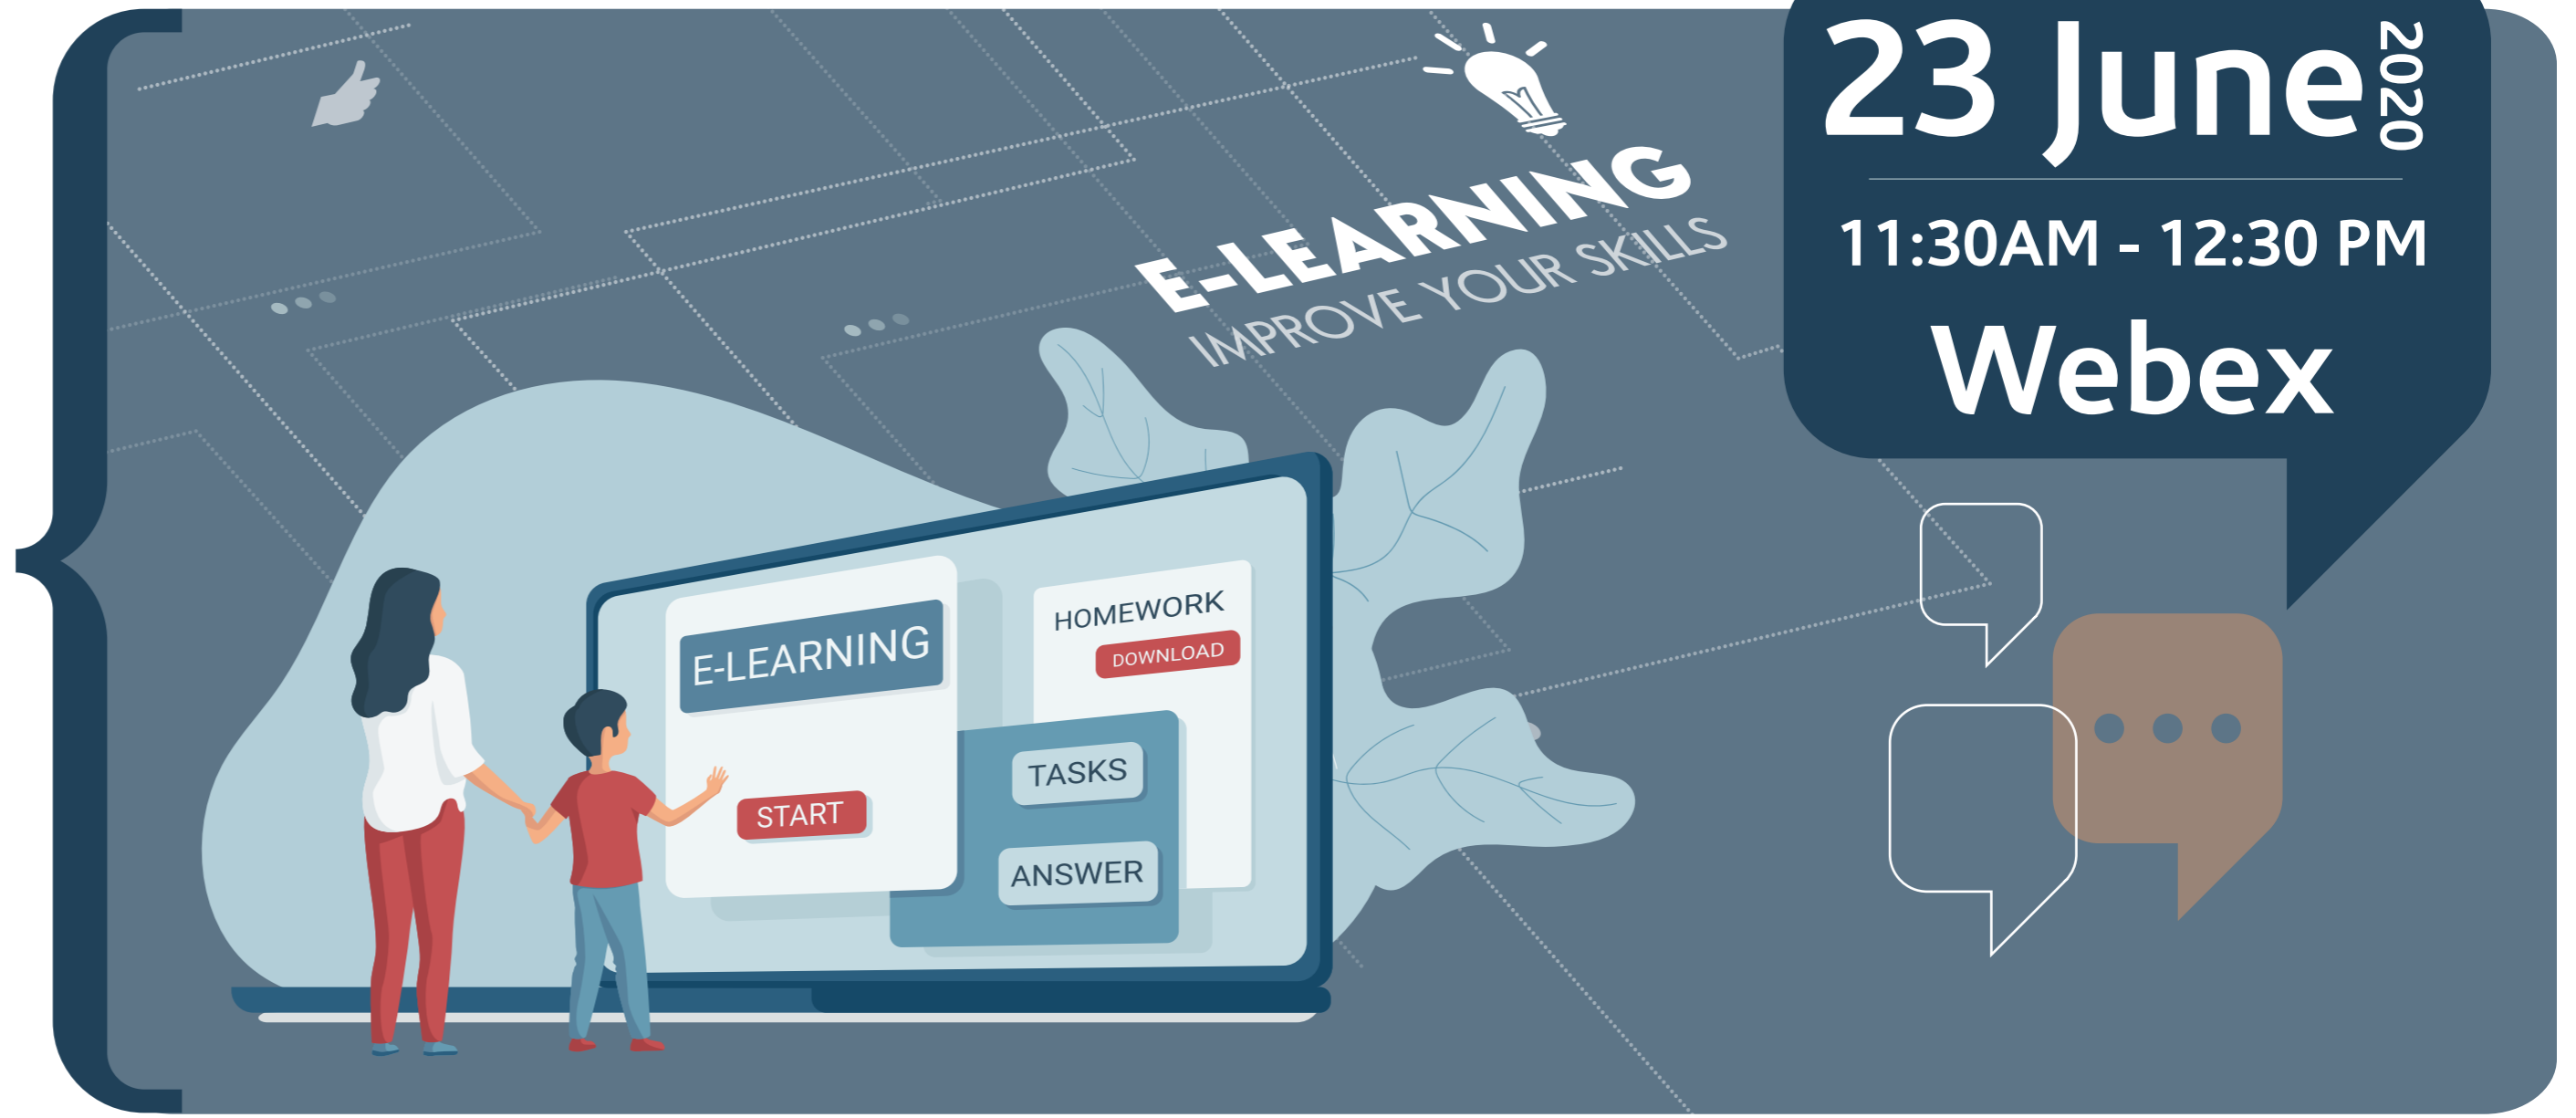 23 June
2020
11:30AM - 12:30 PM
Webex
E-LEARNING
IMPROVE YOUR SKILLS
E-LEARNING
START
HOMEWORK
DOWNLOAD
TASKS
ANSWER